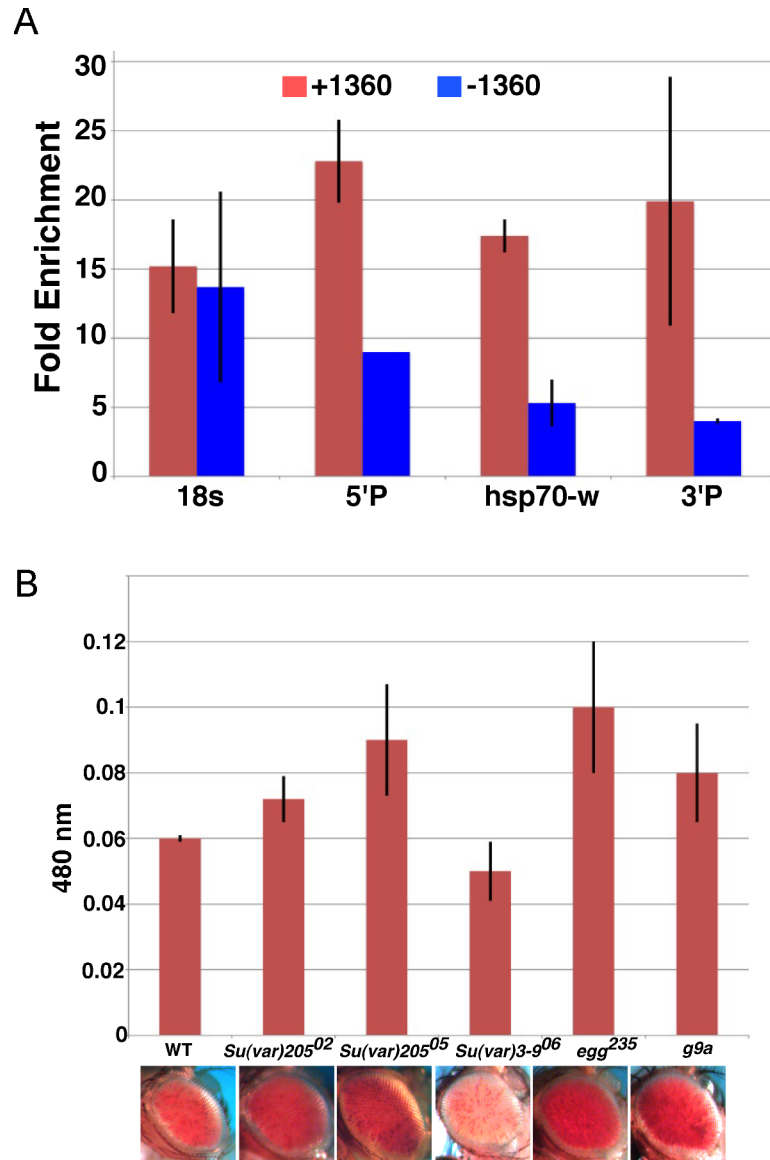 A
30
25
20
15
10
5
0
Fold Enrichment
+1360 -1360
18s 5'P hsp70-w 3'P
B
0.12
0.1
0.08
0.06
0.04
0.02
0
480 nm
WT Su(var)205⁰² Su(var)205⁰⁵ Su(var)3-9⁰⁶ egg²³⁵ g9a